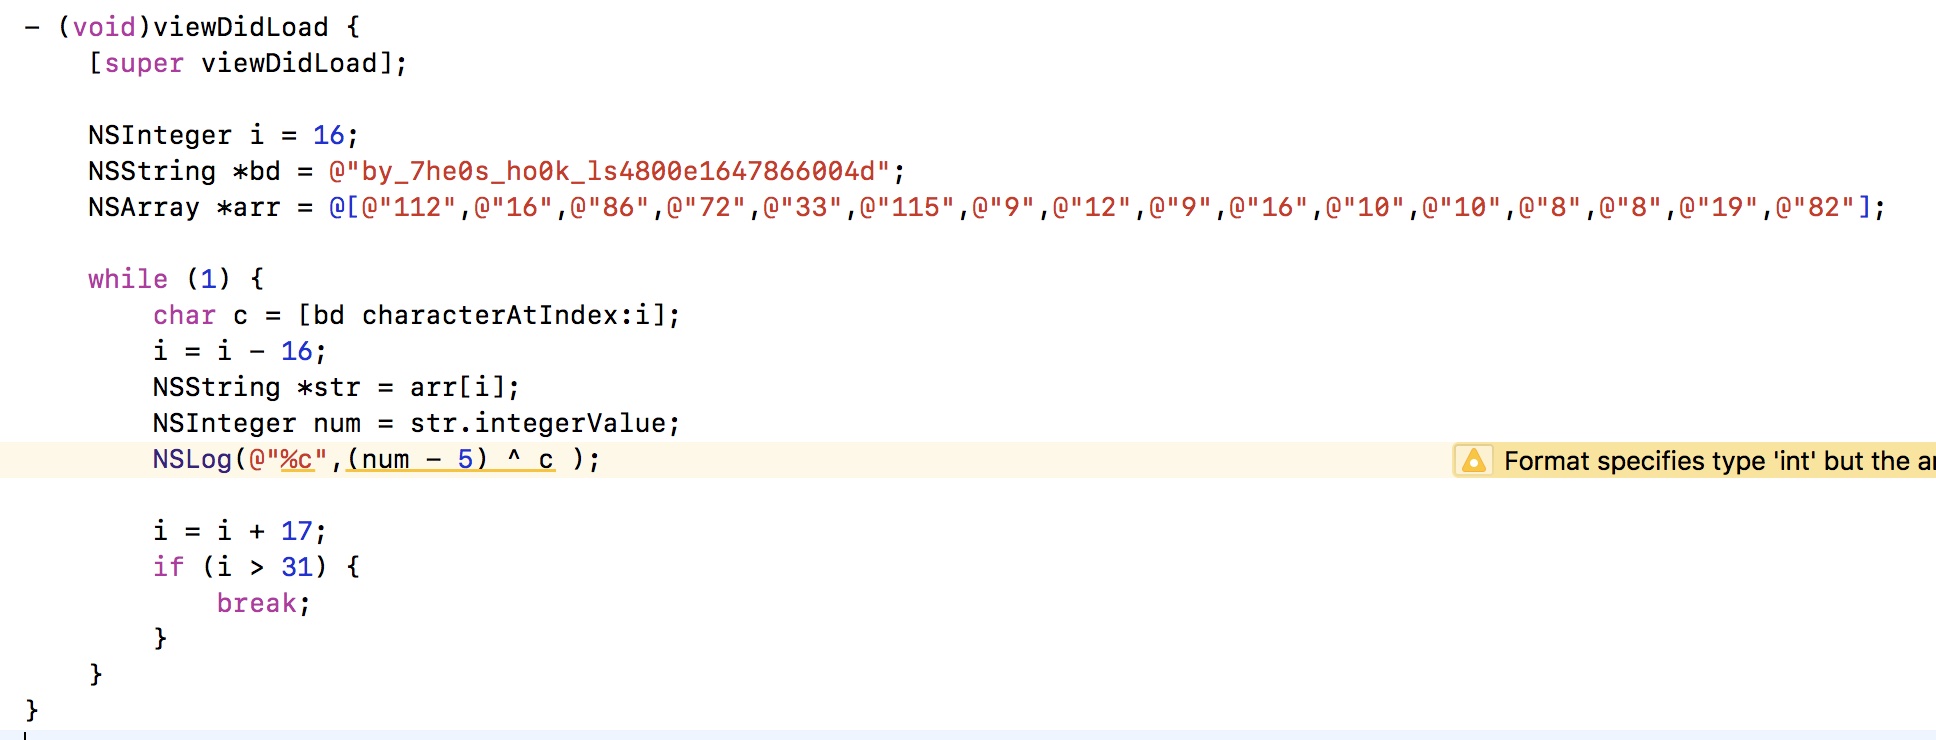 - (void)viewDidLoad {
    [super viewDidLoad];

    NSInteger i = 16;
    NSString *bd = @"by_7he0s_ho0k_ls4800e1647866004d";
    NSArray *arr = @[@"112",@"16",@"86",@"72",@"33",@"115",@"9",@"12",@"9",@"16",@"10",@"10",@"8",@"8",@"19",@"82"];

    while (1) {
        char c = [bd characterAtIndex:i];
        i = i - 16;
        NSString *str = arr[i];
        NSInteger num = str.integerValue;
        NSLog(@"%c",(num - 5) ^ c ); Format specifies type 'int' but the

        i = i + 17;
        if (i > 31) {
            break;
        }
    }
}